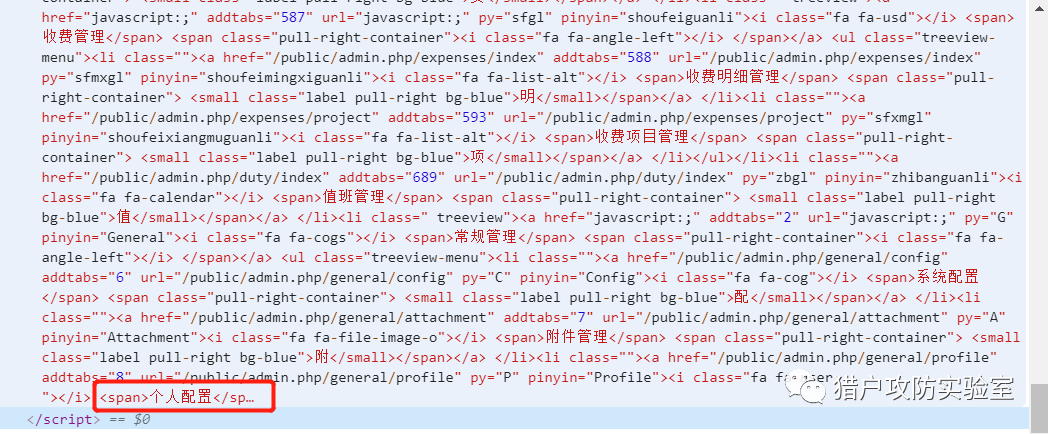 href="javascript:;" addtabs="587" url="javascript:;" py="sfgl" pinyin="shoufeiguanli"><i class="fa fa-usd"></i> <span>
收费管理</span> <span class="pull-right-container"><i class="fa fa-angle-left"></i> </span></a> <ul class="treeview-
menu"><li class=""><a href="/public/admin.php/expenses/index" addtabs="588" url="/public/admin.php/expenses/index"
py="sfmxgl" pinyin="shoufeimingxiguanli"><i class="fa fa-list-alt"></i> <span>收费明细管理</span> <span class="pull-
right-container"> <small class="label pull-right bg-blue">明</small></span></a> </li><li class=""><a
href="/public/admin.php/expenses/project" addtabs="593" url="/public/admin.php/expenses/project" py="sfxmgl"
pinyin="shoufeixiangmuguanli"><i class="fa fa-list-alt"></i> <span>收费项目管理</span> <span class="pull-right-
container"> <small class="label pull-right bg-blue">项</small></span></a> </li></ul></li><li class=""><a
href="/public/admin.php/duty/index" addtabs="689" url="/public/admin.php/duty/index" py="zbgl" pinyin="zhibanguanli"><i
class="fa fa-calendar"></i> <span>值班管理</span> <span class="pull-right-container"> <small class="label pull-right
bg-blue">值</small></span></a> </li><li class=" treeview"><a href="javascript:;" addtabs="2" url="javascript:;" py="G"
pinyin="General"><i class="fa fa-cogs"></i> <span>常规管理</span> <span class="pull-right-container"><i class="fa fa-
angle-left"></i> </span></a> <ul class="treeview-menu"><li class=""><a href="/public/admin.php/general/config"
addtabs="6" url="/public/admin.php/general/config" py="C" pinyin="Config"><i class="fa fa-cog"></i> <span>系统配置
</span> <span class="pull-right-container"> <small class="label pull-right bg-blue">配</small></span></a> </li><li
class=""><a href="/public/admin.php/general/attachment" addtabs="7" url="/public/admin.php/general/attachment" py="A"
pinyin="Attachment"><i class="fa fa-file-image-o"></i> <span>附件管理</span> <span class="pull-right-container"> <small
class="label pull-right bg-blue">附</small></span></a> </li><li class=""><a href="/public/admin.php/general/profile"
addtabs="8" url="/public/admin.php/general/profile" py="P" pinyin="Profile"><i class="fa fa-user
"></i> <span>个人配置</sp…
猎户攻防实验室
</script> == $0